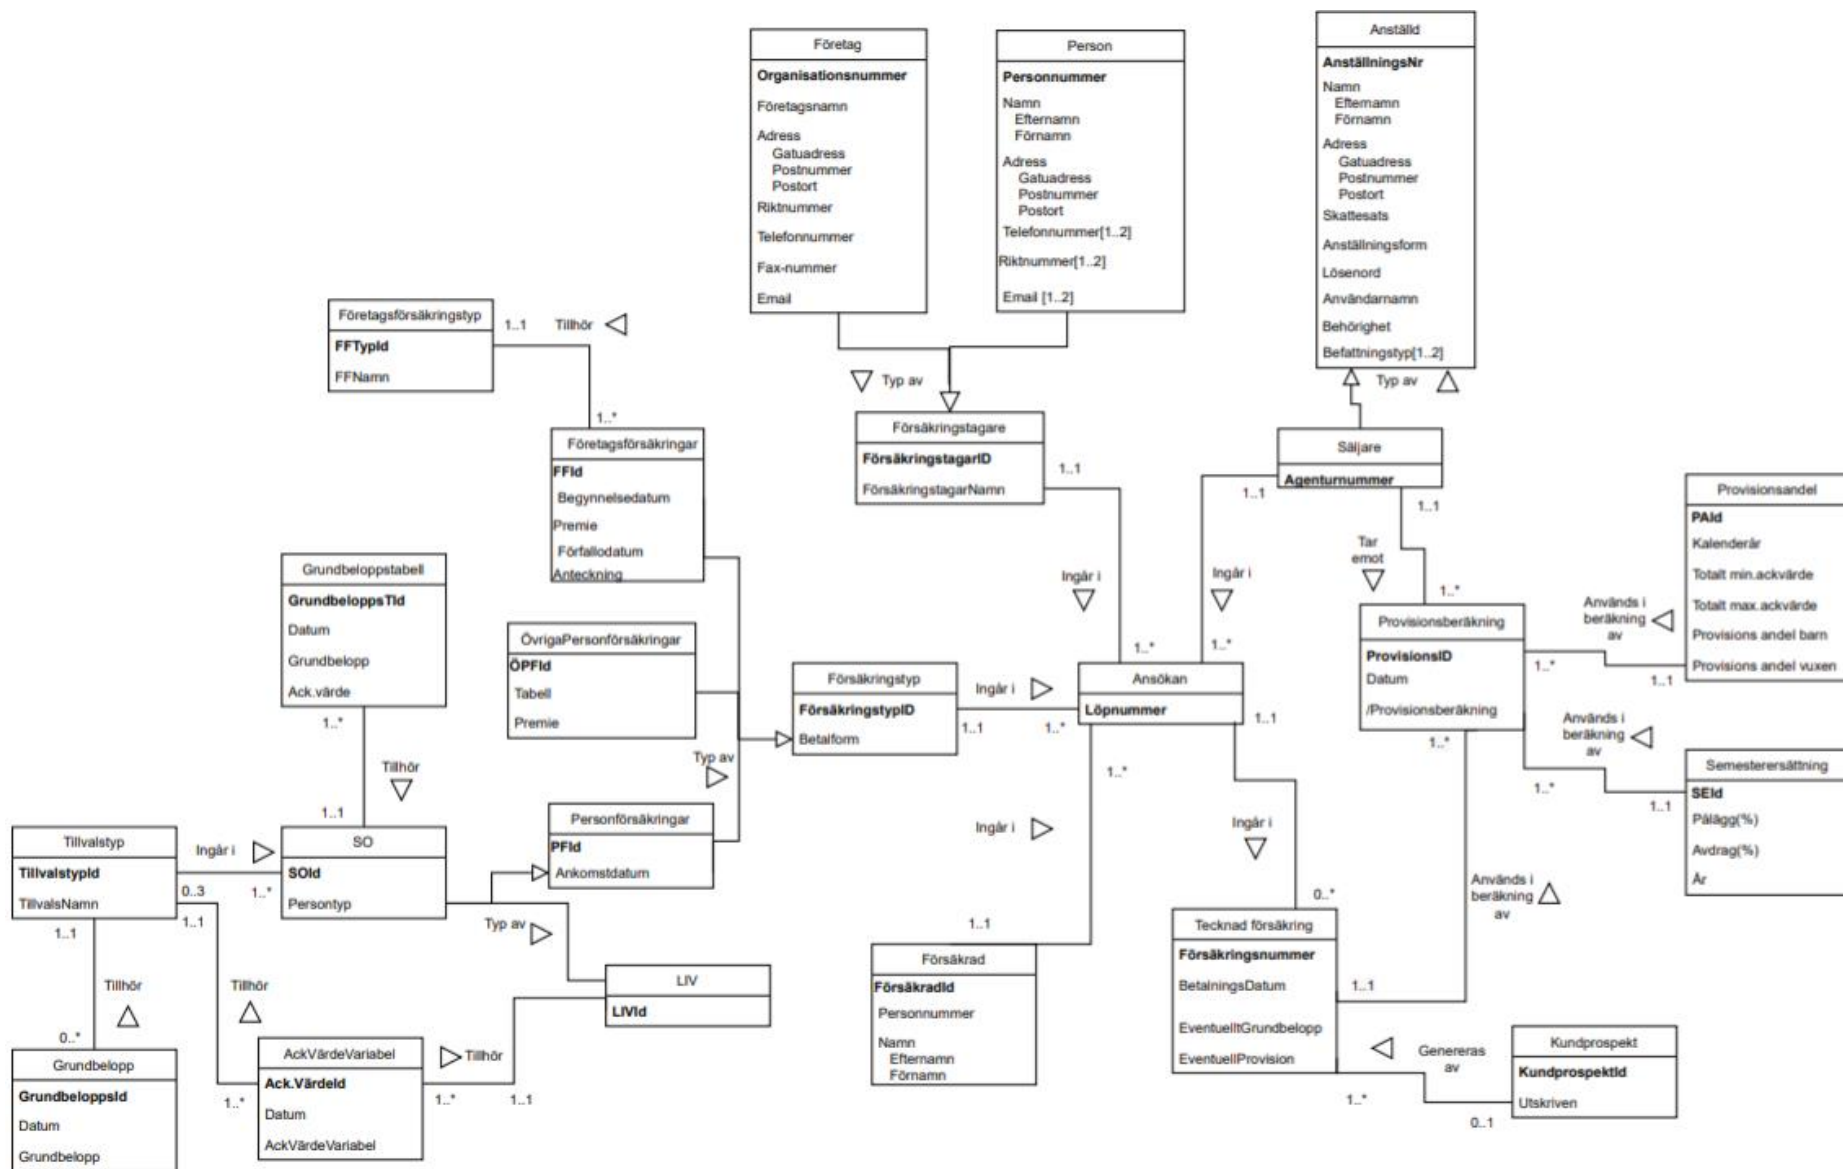 Företag
Organisationsnummer
Företagsnamn
Adress
Gatuadress
Postnummer
Postort
Riktnummer
Telefonnummer
Fax-nummer
Email
Person
Personnummer
Namn
Efternamn
Förnamn
Adress
Gatuadress
Postnummer
Postort
Telefonnummer[1..2]
Riktnummer[1..2]
Email [1..2]
Anställd
AnställningsNr
Namn
Efternamn
Förnamn
Adress
Gatuadress
Postnummer
Postort
Skattesats
Anställningsform
Lösenord
Användarnamn
Behörighet
Befattningstyp[1..2]
Typ av
Typ av
Företagsförsäkringstyp
FFTypId
FFNamn
1..1
Tillhör
1..*
Företagsförsäkringar
FFId
Begynnelsedatum
Premie
Förfallodatum
Anteckning
Försäkringstagare
FörsäkringstagarID
FörsäkringstagarNamn
1..1
Ingår i
1..*
Säljare
Agenturnummer
1..1
1..1
Ingår i
1..*
Tar
emot
1..*
Provisionsandel
PAId
Kalenderår
Totalt min.ackvärde
Totalt max.ackvärde
Provisions andel barn
Provisions andel vuxen
Används i
beräkning
av
1..*
1..1
Provisionsberäkning
ProvisionsID
Datum
/Provisionsberäkning
1..*
Används i
beräkning
av
1..*
1..1
Semesterersättning
SEId
Pålägg(%)
Avdrag(%)
År
Grundbeloppstabell
GrundbeloppsTId
Datum
Grundbelopp
Ack.värde
1..*
Tillhör
1..1
ÖvrigaPersonförsäkringar
ÖPFId
Tabell
Premie
Försäkringstyp
FörsäkringstypID
Betalform
Ingår i
1..1
1..*
Ansökan
Löpnummer
1..1
1..*
Ingår i
1..1
Ingår i
0..*
Typ av
Personförsäkringar
PFId
Ankomstdatum
Tillvalstyp
TillvalstypId
TillvalsNamn
Ingår i
0..3
1..*
1..1
1..1
SO
SOId
Persontyp
Typ av
LIV
LIVId
Tillhör
0..*
Tillhör
1..*
Grundbelopp
GrundbeloppsId
Datum
Grundbelopp
AckVärdeVariabel
Ack.VärdeId
Datum
AckVärdeVariabel
Tillhör
1..*
1..1
Försäkrad
FörsäkradId
Personnummer
Namn
Efternamn
Förnamn
Tecknad försäkring
Försäkringsnummer
BetalningsDatum
EventuelltGrundbelopp
EventuellProvision
1..1
Används i
beräkning
av
Genereras
av
1..*
0..1
Kundprospekt
KundprospektId
Utskriven